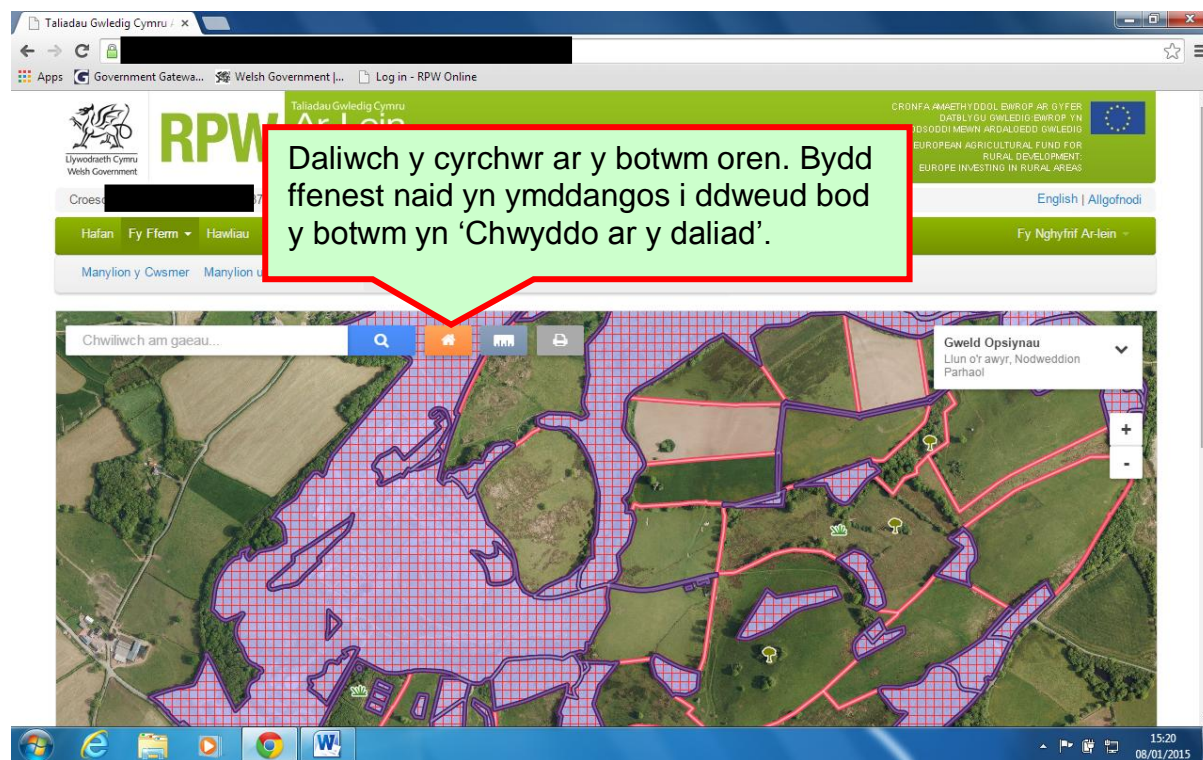 Taliadau Gwledig Cymru /
Apps Government Gatewa... Welsh Government |... Log in - RPW Online
Llywodraeth Cymru
Welsh Government
RPW
Taliadau Gwledig Cymru
Ar-Lein
CRONFA AMAETHYDDOL EWROP AR GYFER
DATBLYGU GWLEDIG:EWROP YN
MEWN ARDALOEDD GWLEDIG
EUROPEAN AGRICULTURAL FUND FOR
RURAL DEVELOPMENT:
EUROPE INVESTING IN RURAL AREAS
Daliwch y cyrchwr ar y botwm oren. Bydd
ffenest naid yn ymddangos i ddweud bod
y botwm yn ‘Chwyddo ar y daliad’.
English | Allgofnodi
Hafan Fy Fferm Hawliau
Fy Nghyfrif Ar-lein
Manylion y Cwsmer Manylion
Chwiliwch am gaeau...
Gweld Opsiynau
Llun o'r awyr, Nodweddion
Parhaol
+
-
15:20
08/01/2015